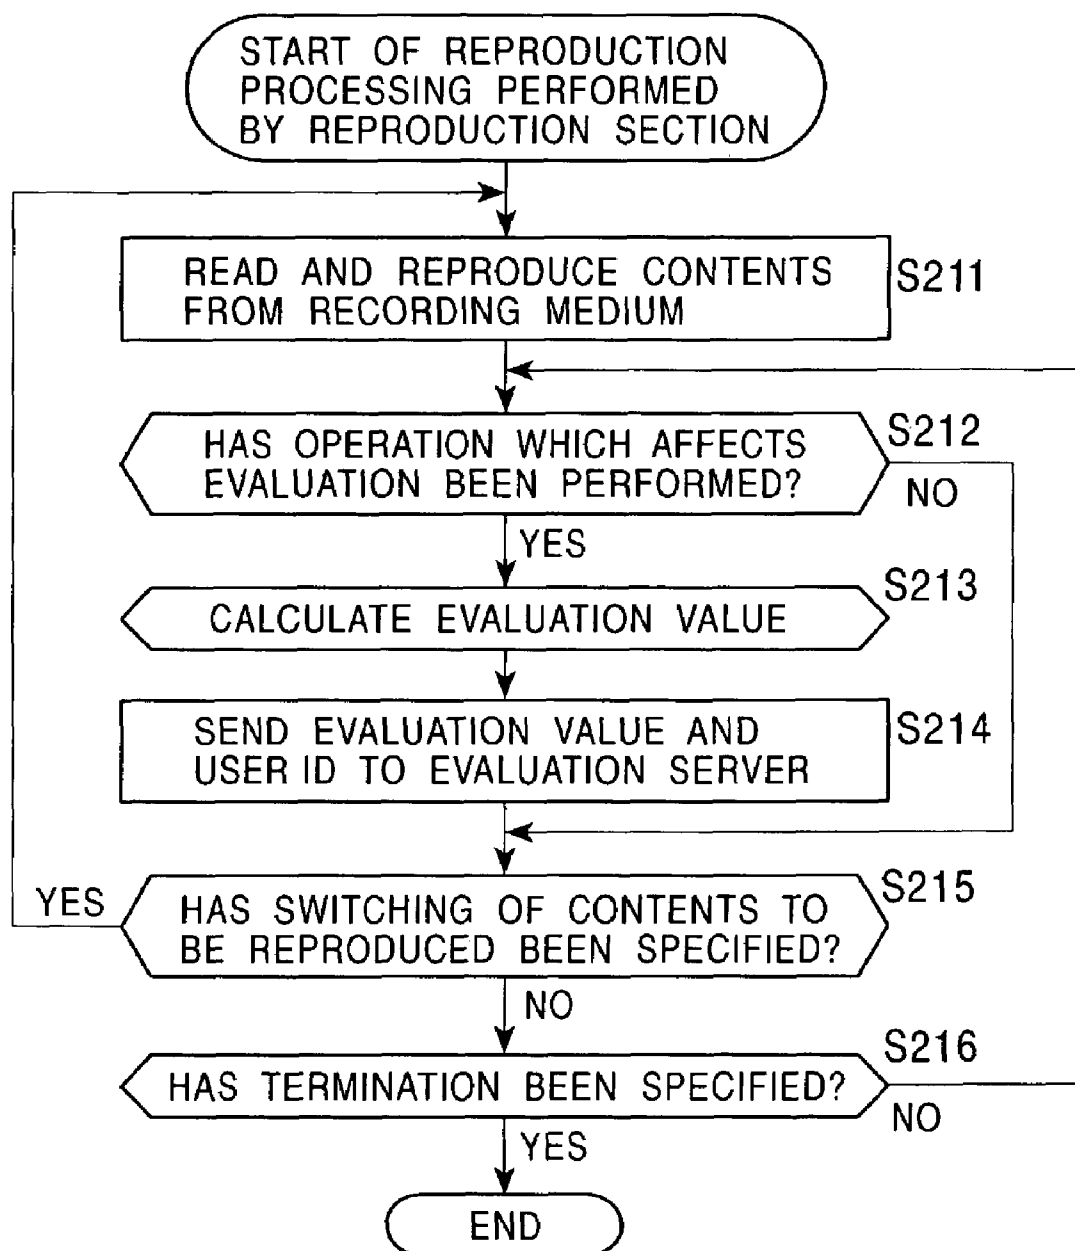 START OF REPRODUCTION
PROCESSING PERFORMED
BY REPRODUCTION SECTION
READ AND REPRODUCE CONTENTS
FROM RECORDING MEDIUM
S211
HAS OPERATION WHICH AFFECTS
EVALUATION BEEN PERFORMED?
S212
NO
YES
CALCULATE EVALUATION VALUE
S213
SEND EVALUATION VALUE AND
USER ID TO EVALUATION SERVER
S214
YES
HAS SWITCHING OF CONTENTS TO
BE REPRODUCED BEEN SPECIFIED?
S215
NO
HAS TERMINATION BEEN SPECIFIED?
S216
NO
YES
END